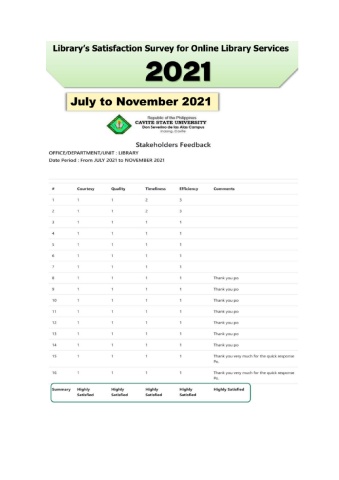 Library's Satisfaction Survey for Online Library Services
2021
July to November 2021
Republic of the Philippines
CAVITE STATE UNIVERSITY
Don Severino de las Alas Campus
Indang, Cavite
Stakeholders Feedback
OFFICE/DEPARTMENT/UNIT : LIBRARY
Date Period : From JULY 2021 to NOVEMBER 2021
# Courtesy Quality Timeliness Efficiency Comments
1 1 1 2 3
2 1 1 2 3
3 1 1 1 1
4 1 1 1 1
5 1 1 1 1
6 1 1 1 1
7 1 1 1 1
8 1 1 1 1 Thank you po
9 1 1 1 1 Thank you po
10 1 1 1 1 Thank you po
11 1 1 1 1 Thank you po
12 1 1 1 1 Thank you po
13 1 1 1 1 Thank you po
14 1 1 1 1 Thank you po
15 1 1 1 1 Thank you very much for the quick response
Po.
16 1 1 1 1 Thank you very much for the quick response
Po.
Summary Highly Highly Highly Highly Highly Satisfied
Satisfied Satisfied Satisfied Satisfied